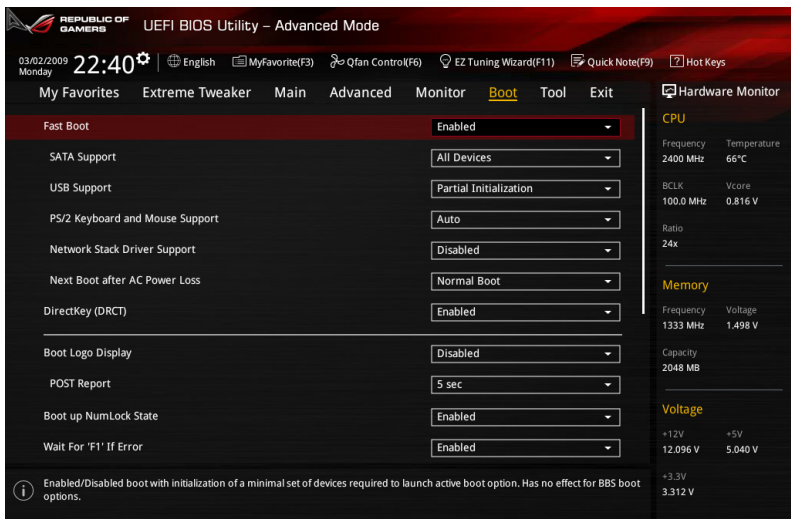 REPUBLIC OF
GAMERS
UEFI BIOS Utility – Advanced Mode
03/02/2009
Monday
22:40
English
MyFavorite(F3)
Qfan Control(F6)
EZ Tuning Wizard(F11)
Quick Note(F9)
? Hot Keys
My Favorites Extreme Tweaker Main Advanced Monitor Boot Tool Exit
Hardware Monitor
Fast Boot Enabled
SATA Support All Devices
USB Support Partial Initialization
PS/2 Keyboard and Mouse Support Auto
Network Stack Driver Support Disabled
Next Boot after AC Power Loss Normal Boot
DirectKey (DRCT) Enabled
Boot Logo Display Disabled
POST Report 5 sec
Boot up NumLock State Enabled
Wait For 'F1' If Error Enabled
CPU
Frequency Temperature
2400 MHz 66°C
BCLK Vcore
100.0 MHz 0.816 V
Ratio
24x
Memory
Frequency Voltage
1333 MHz 1.498 V
Capacity
2048 MB
Voltage
+12V +5V
12.096 V 5.040 V
+3.3V
3.312 V
Enabled/Disabled boot with initialization of a minimal set of devices required to launch active boot option. Has no effect for BBS boot
options.